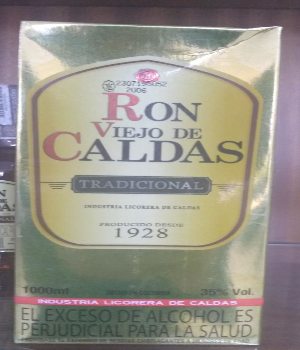 2006
RON
VIEJO DE
CALDAS
TRADICIONAL
INDUSTRIA LICORERA DE CALDAS
PRODUCIDO DESDE
1928
1000ml
35% Vol.
INDUSTRIA LICORERA DE CALDAS
EL EXCESO DE ALCOHOL ES
PERJUDICIAL PARA LA SALUD